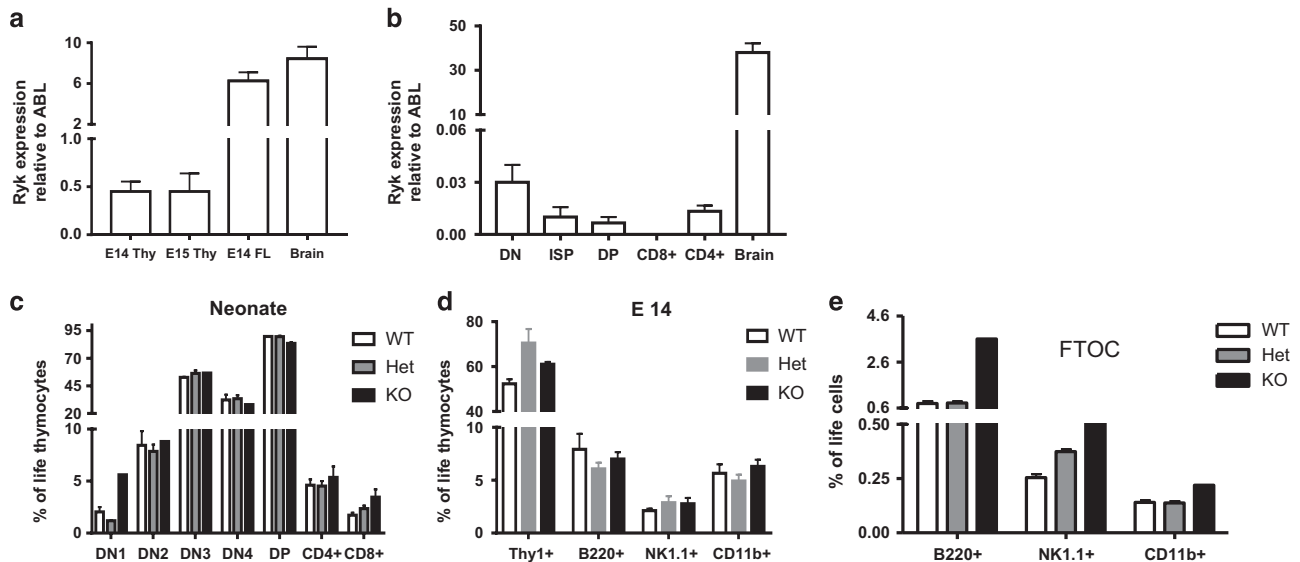 a
Ryk expression
relative to ABL
10
6
2
1.0
0.5
0.0
E14 Thy E15 Thy E14 FL Brain
b
Ryk expression
relative to ABL
50
30
10
0.06
0.03
0.00
DN ISP DP CD8+ CD4+ Brain
c
Neonate
% of life thymocytes
95
70
45
20
10
5
0
DN1 DN2 DN3 DN4 DP CD4+ CD8+
WT
Het
KO
d
E 14
% of life thymocytes
80
60
40
10
5
0
Thy1+ B220+ NK1.1+ CD11b+
WT
Het
KO
e
FTOC
% of life cells
4.6
2.6
0.6
0.50
0.25
0.00
B220+ NK1.1+ CD11b+
WT
Het
KO